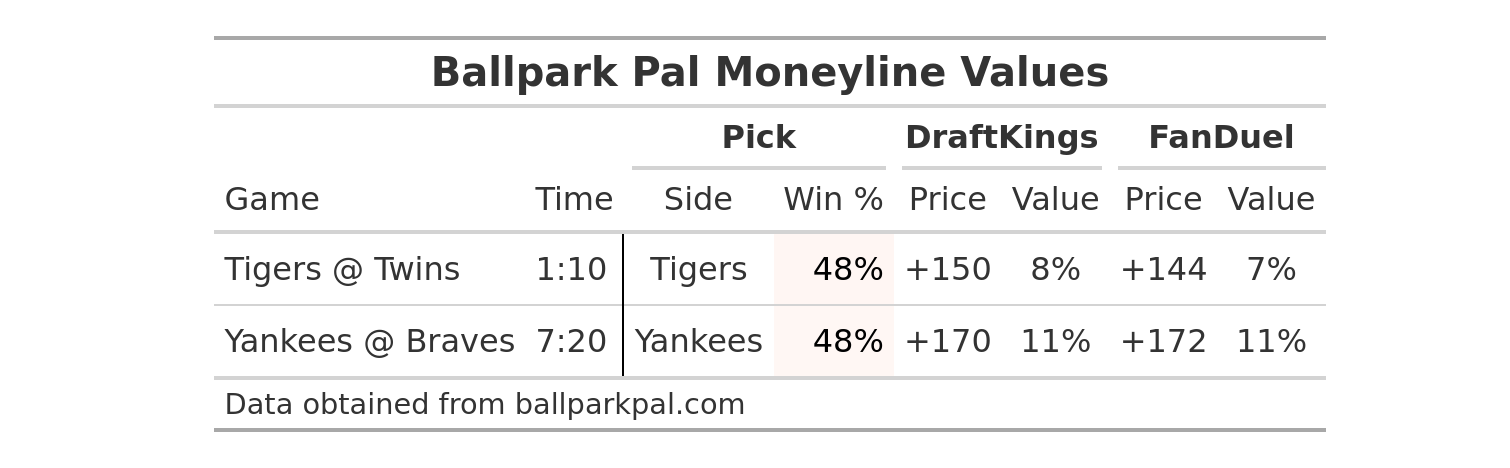 Ballpark Pal Moneyline Values
Pick DraftKings FanDuel
Game Time Side Win % Price Value Price Value
Tigers @ Twins 1:10 Tigers 48% +150 8% +144 7%
Yankees @ Braves 7:20 Yankees 48% +170 11% +172 11%
Data obtained from ballparkpal.com